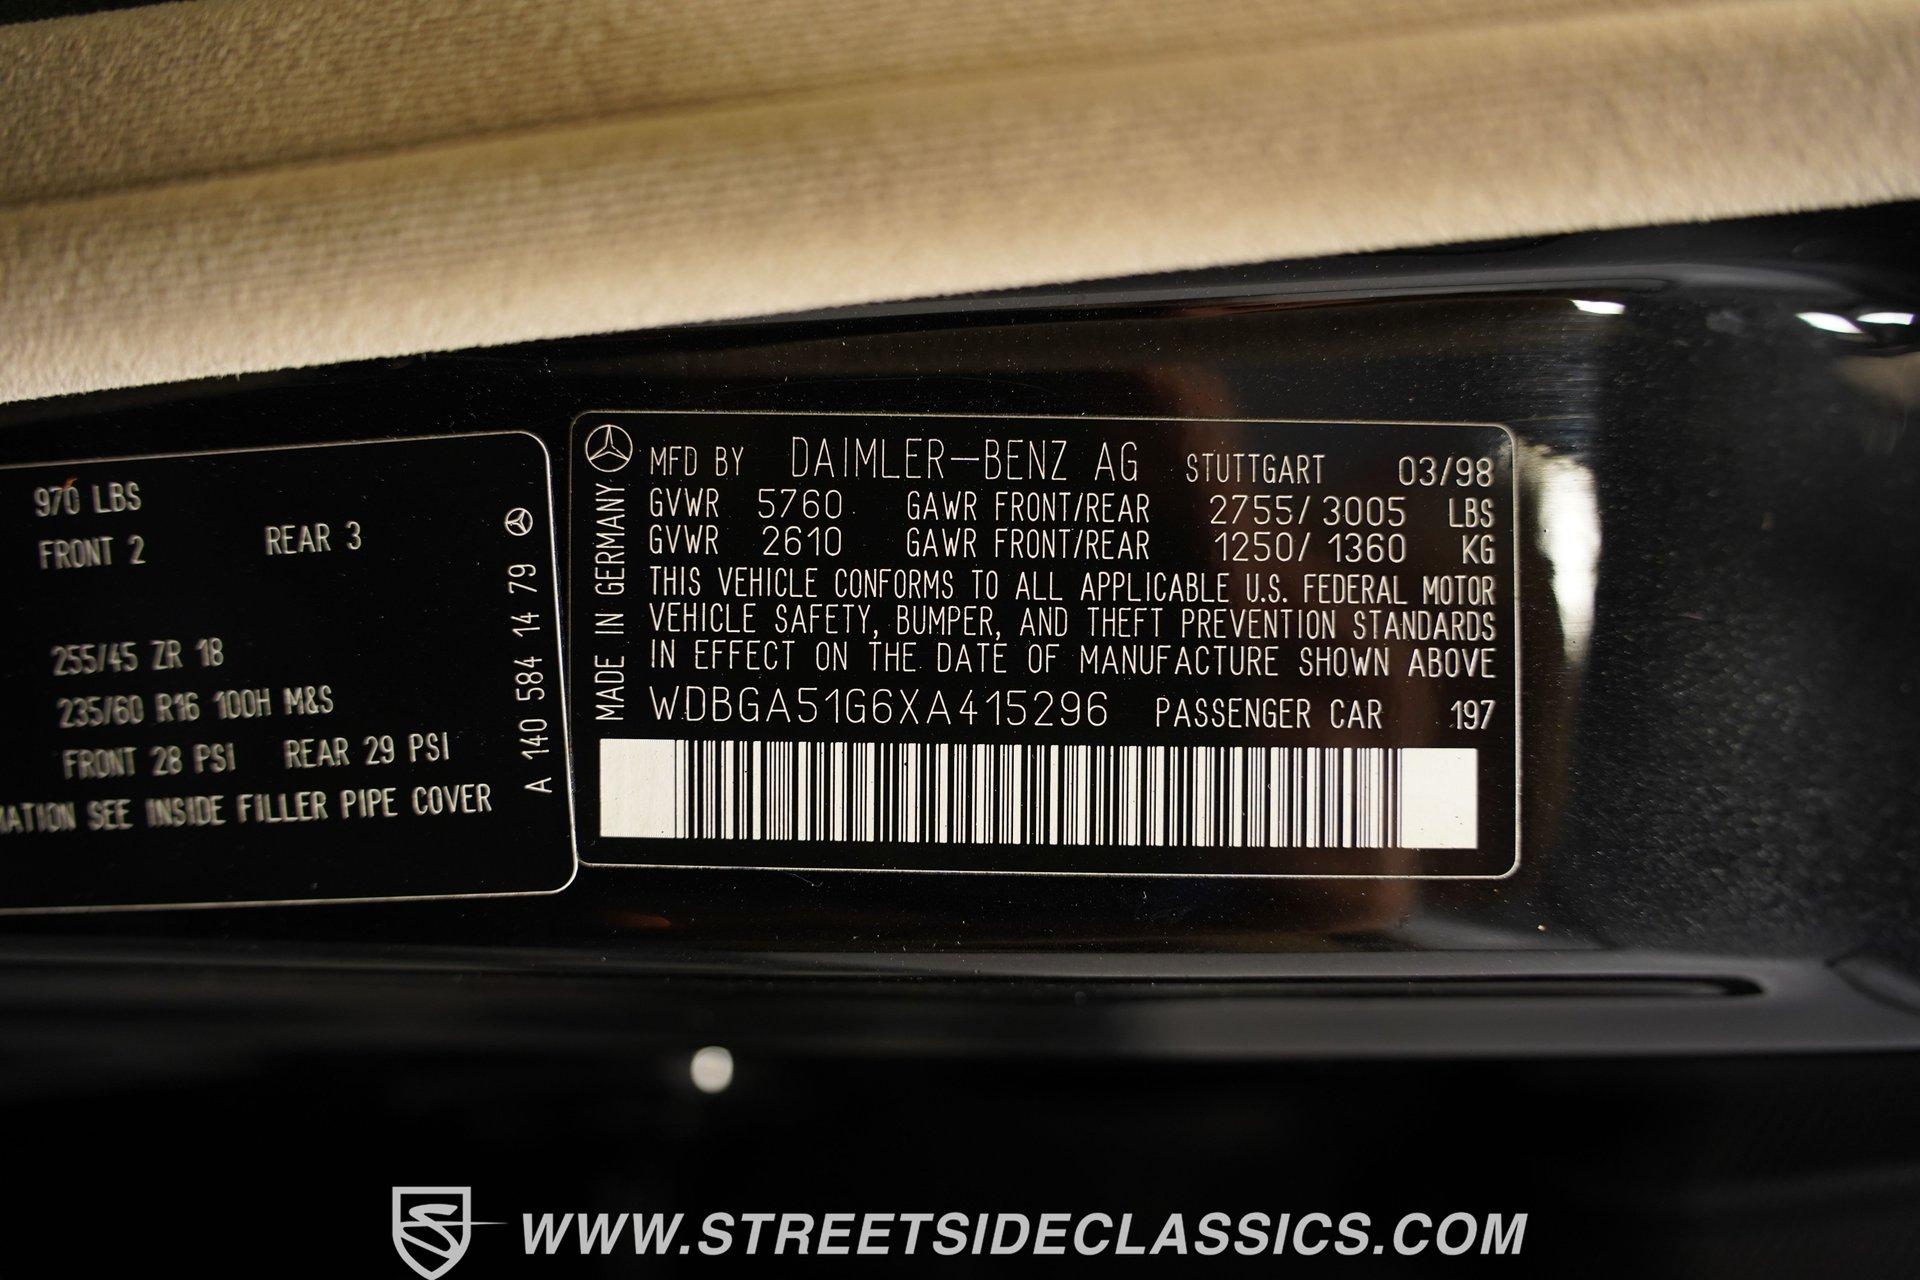 970 LBS
FRONT 2 REAR 3
255/45 ZR 18
235/60 R16 100H M&S
FRONT 28 PSI REAR 29 PSI
MATION SEE INSIDE FILLER PIPE COVER
A 140 584 14 79
MADE IN GERMANY
MFD BY DAIMLER-BENZ AG STUTTGART 03/98
GVWR 5760 GAWR FRONT/REAR 2755/3005 LBS
GVWR 2610 GAWR FRONT/REAR 1250/1360 KG
THIS VEHICLE CONFORMS TO ALL APPLICABLE U.S. FEDERAL MOTOR
VEHICLE SAFETY, BUMPER, AND THEFT PREVENTION STANDARDS
IN EFFECT ON THE DATE OF MANUFACTURE SHOWN ABOVE
WDBGA51G6XA415296 PASSENGER CAR 197
WWW.STREETSIDECLASSICS.COM